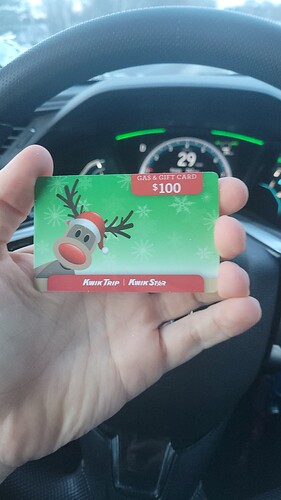 29
GAS & GIFT CARD
$100
KWIK TRIP | KWIK STAR